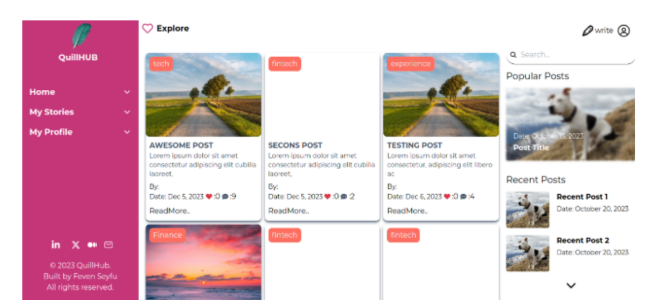 QuillHUB
Home
My Stories
My Profile
© 2023 QuillHub.
Built by Feven Seyfu
All rights reserved.
Explore
write
tech
AWESOME POST
Lorem ipsum dolor sit amet
consectetur adipiscing elit cubilia
laoreet,
By:
Date: Dec 5, 2023 :0 :9
ReadMore..
fintech
SECONS POST
Lorem ipsum dolor sit amet
consectetur adipiscing elit cubilia
laoreet,
By:
Date: Dec 5, 2023 :0 :2
ReadMore..
experience
TESTING POST
Lorem ipsum dolor sit amet
consectetur adipiscing elit libero
ac
By:
Date: Dec 6, 2023 :0 :4
ReadMore..
Finance
fintech
fintech
Search...
Popular Posts
Date: 2023
Post Title
Recent Posts
Recent Post 1
Date: October 20, 2023
Recent Post 2
Date: October 20, 2023